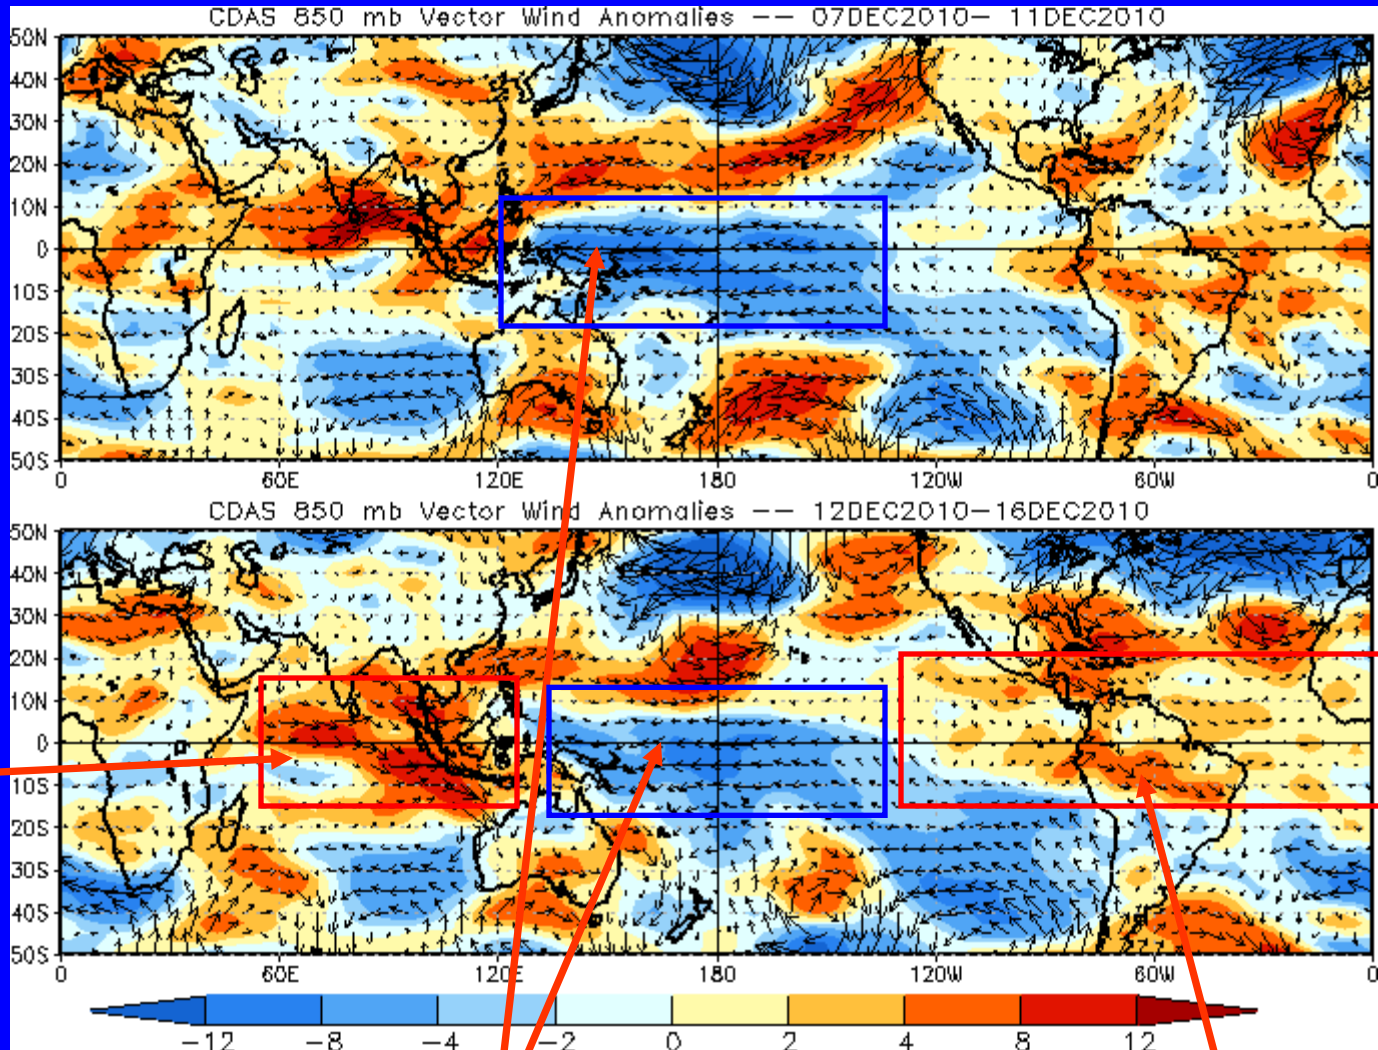 CDAS 850 mb Vector Wind Anomalies -- 07DEC2010- 11DEC2010
50N
40N
30N
20N
10N
0
10S
20S
30S
40S
50S
0 60E 120E 180 120W 60W 0
CDAS 850 mb Vector Wind Anomalies -- 12DEC2010-16DEC2010
50N
40N
30N
20N
10N
0
10S
20S
30S
40S
50S
0 60E 120E 180 120W 60W 0
-12 -8 -4 -2 0 2 4 8 12